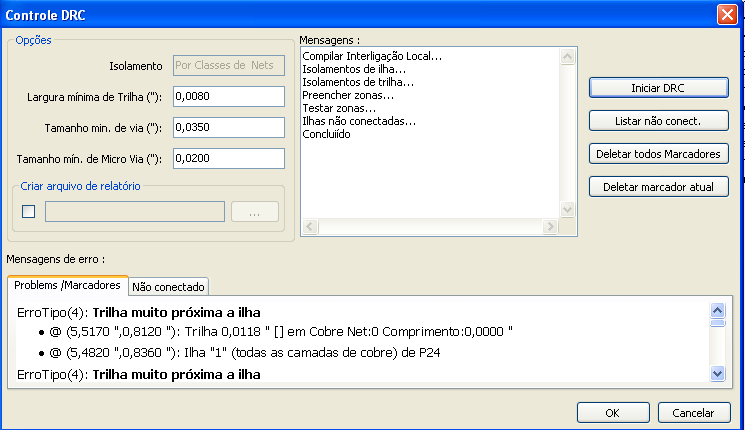 Controle DRC
Opções
Isolamento Por Classes de Nets
Largura mínima de Trilha ("): 0,0080
Tamanho min. de via ("): 0,0350
Tamanho mín. de Micro Via ("): 0,0200
Criar arquivo de relatório
...
Mensagens :
Compilar Interligação Local...
Isolamentos de ilha...
Isolamentos de trilha...
Preencher zonas...
Testar zonas...
Ilhas não conectadas...
Concluiído
Iniciar DRC
Listar não conect.
Deletar todos Marcadores
Deletar marcador atual
Mensagens de erro :
Problems /Marcadores Não conectado
ErroTipo(4): Trilha muito próxima a ilha
• @ (5,5170 ",0,8120 "): Trilha 0,0118 " [] em Cobre Net:0 Comprimento:0,0000 "
• @ (5,4820 ",0,8360 "): Ilha "1" (todas as camadas de cobre) de P24
ErroTipo(4): Trilha muito próxima a ilha
OK Cancelar